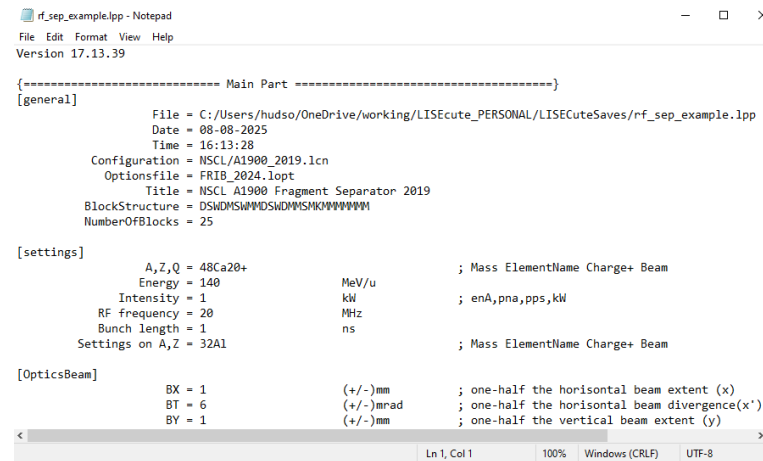 rf_sep_example.lpp - Notepad
File Edit Format View Help
Version 17.13.39
{============================= Main Part ======================================}
[general]
File = C:/Users/hudso/OneDrive/working/LISEcute_PERSONAL/LISECuteSaves/rf_sep_example.lpp
Date = 08-08-2025
Time = 16:13:28
Configuration = NSCL/A1900_2019.lcn
Optionsfile = FRIB_2024.lopt
Title = NSCL A1900 Fragment Separator 2019
BlockStructure = DSWDMSWMMDSWDMMSMKMMMMMMM
NumberOfBlocks = 25
[settings]
A,Z,Q = 48Ca20+ ; Mass ElementName Charge+ Beam
Energy = 140 MeV/u
Intensity = 1 kW ; enA,pna,pps,kW
RF frequency = 20 MHz
Bunch length = 1 ns
Settings on A,Z = 32Al ; Mass ElementName Charge+ Beam
[OpticsBeam]
BX = 1 (+/-)mm ; one-half the horisontal beam extent (x)
BT = 6 (+/-)mrad ; one-half the horisontal beam divergence(x')
BY = 1 (+/-)mm ; one-half the vertical beam extent (y)
Ln 1, Col 1 100% Windows (CRLF) UTF-8